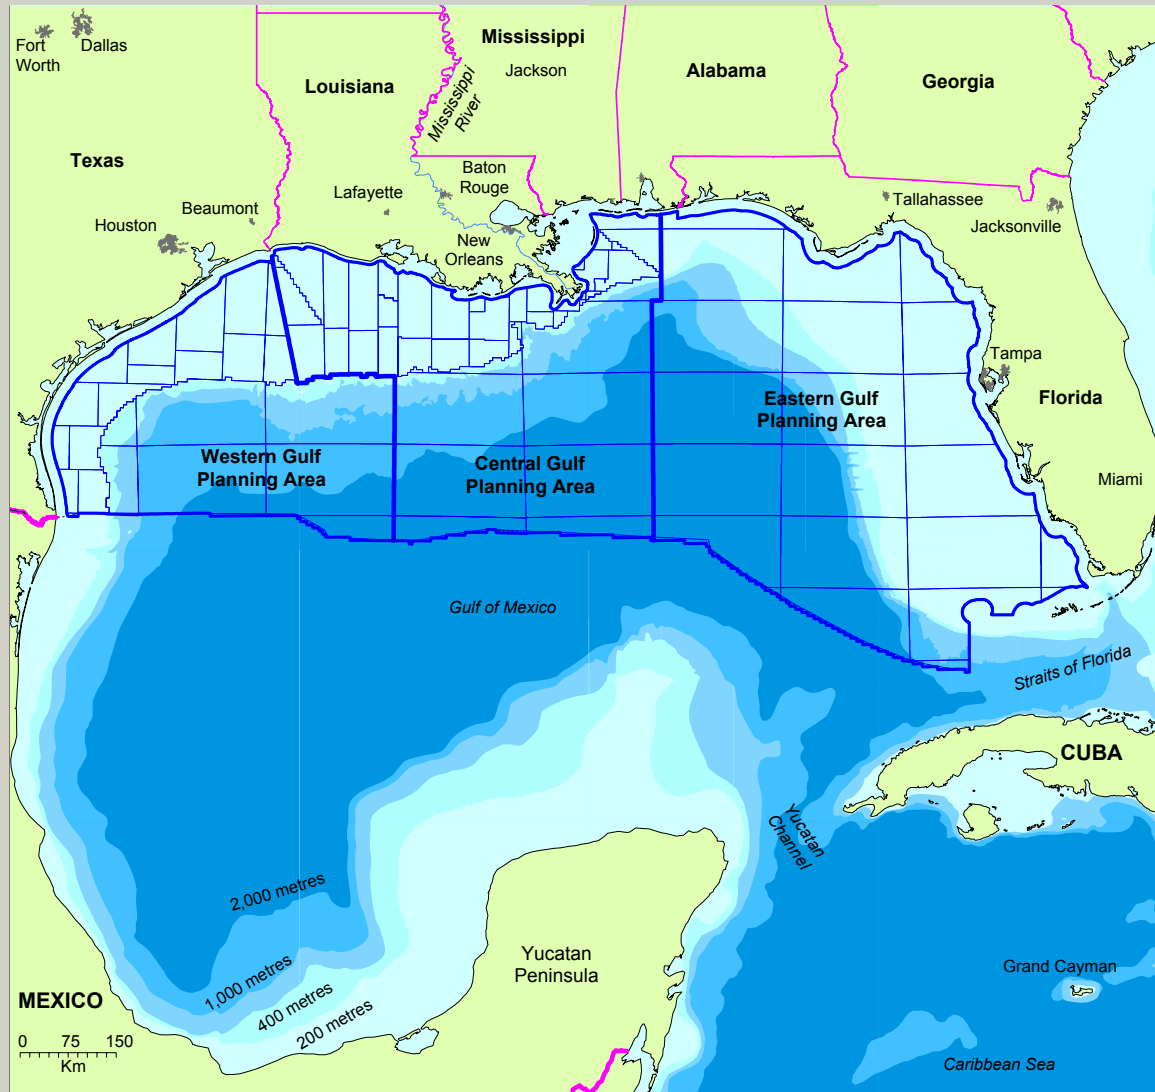 Fort
Worth
Dallas
Mississippi
Jackson
Alabama
Georgia
Louisiana
Mississippi
River
Texas
Baton
Rouge
Lafayette
Tallahassee
Beaumont
Houston
Jacksonville
New
Orleans
Tampa
Florida
Eastern Gulf
Planning Area
Western Gulf
Planning Area
Central Gulf
Planning Area
Miami
Gulf of Mexico
Straits of Florida
CUBA
Yucatan
Channel
2,000 metres
Yucatan
Peninsula
Grand Cayman
1,000 metres
400 metres
200 metres
MEXICO
0 75 150
Km
Caribbean Sea